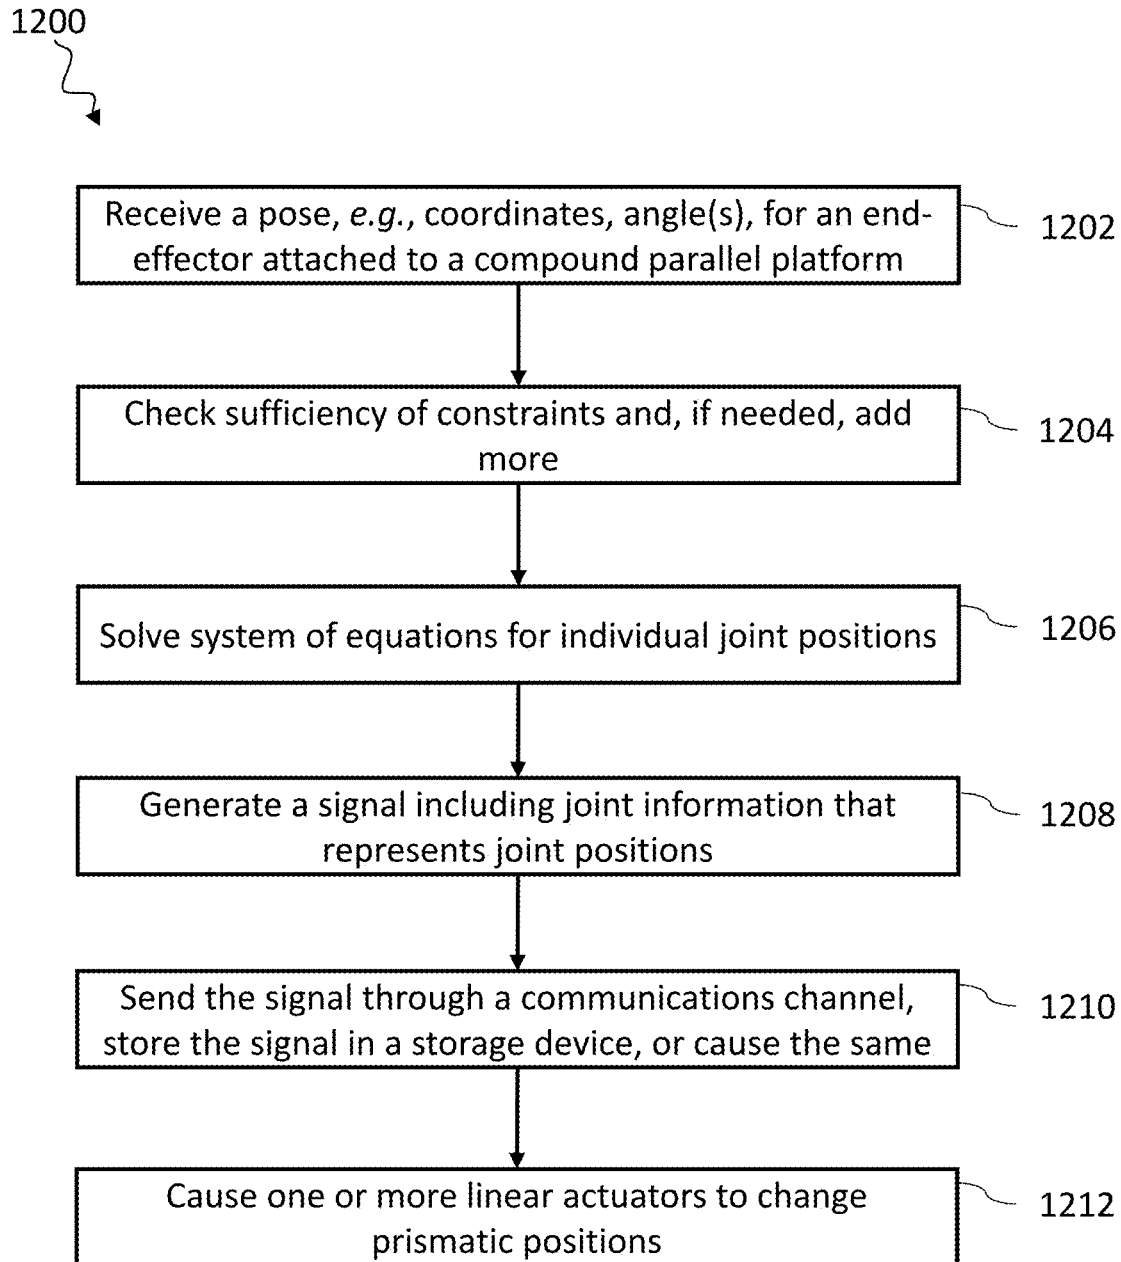 1200
Receive a pose, e.g., coordinates, angle(s), for an end-
effector attached to a compound parallel platform
1202
Check sufficiency of constraints and, if needed, add
more
1204
Solve system of equations for individual joint positions
1206
Generate a signal including joint information that
represents joint positions
1208
Send the signal through a communications channel,
store the signal in a storage device, or cause the same
1210
Cause one or more linear actuators to change
prismatic positions
1212